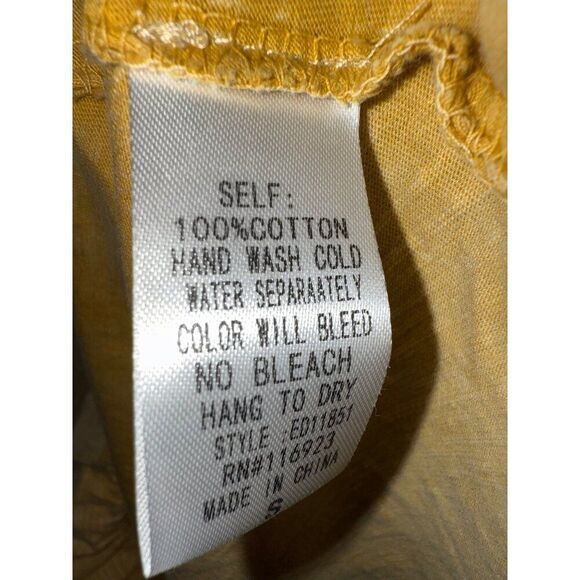 SELF:
100%COTTON
HAND WASH COLD
WATER SEPARAATELY
COLOR WILL BLEED
NO BLEACH
HANG TO DRY
STYLE :ED11851
RN#116923
MADE IN CHINA
S